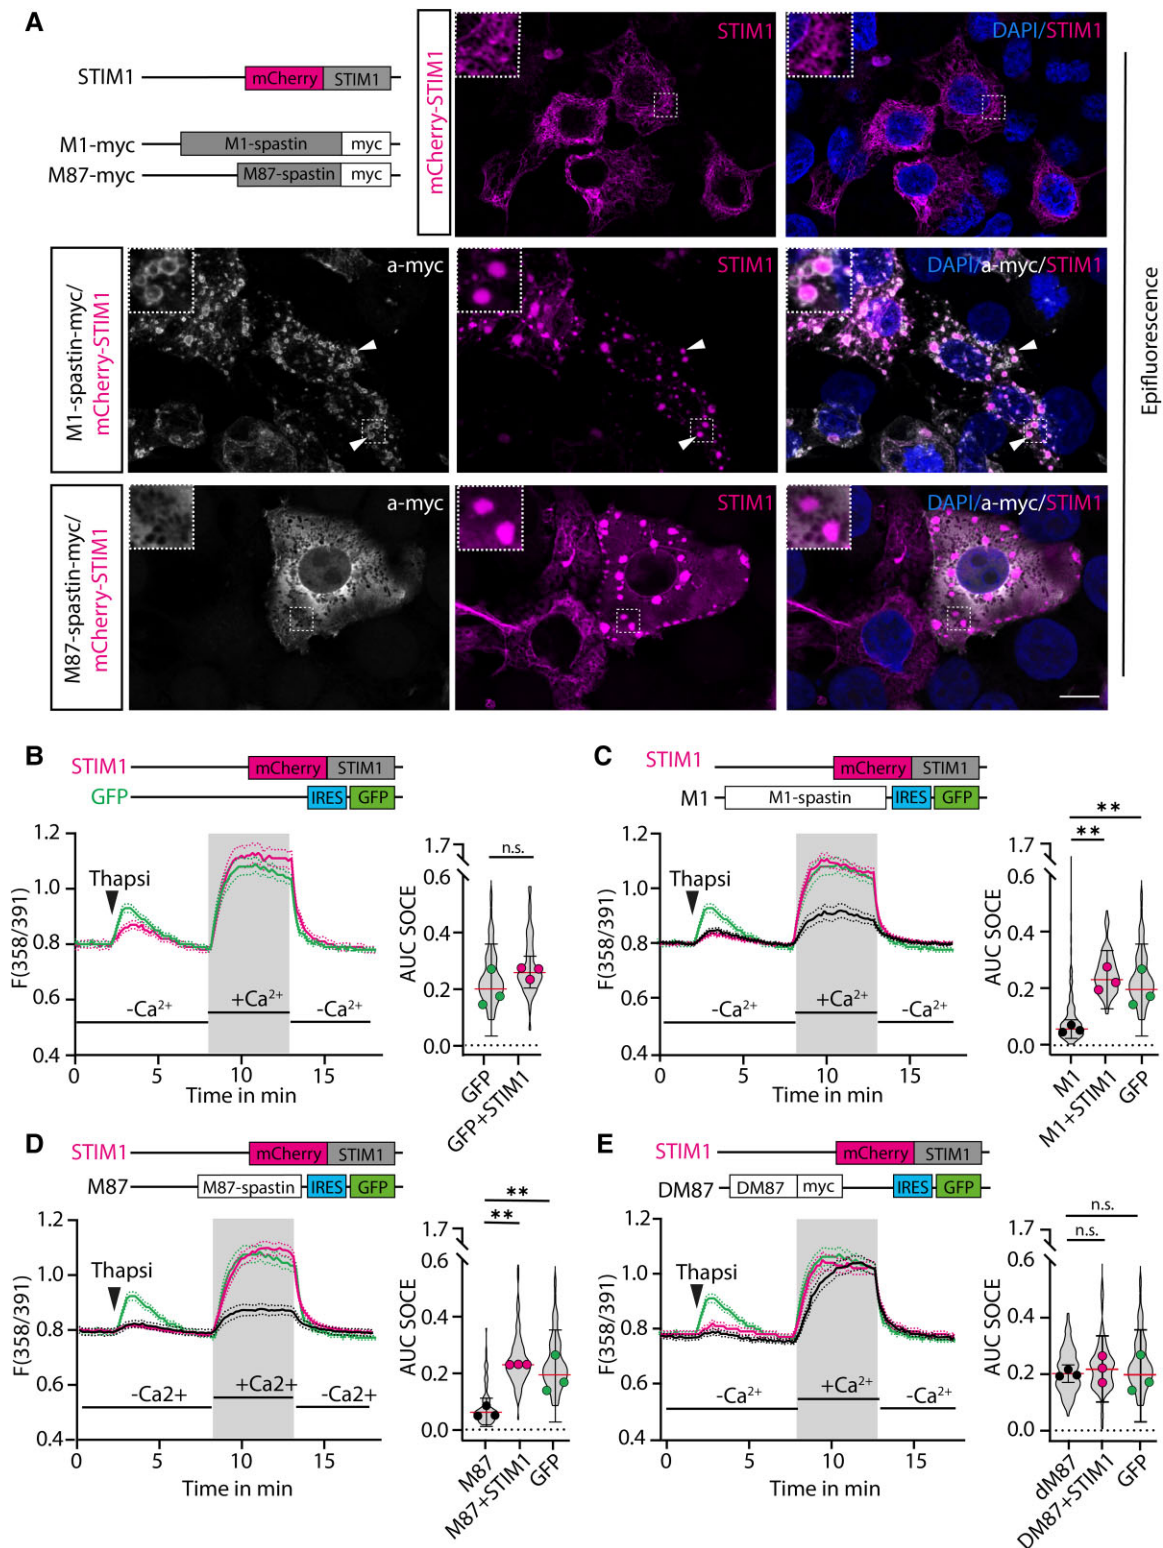 A
STIM1
mCherry
STIM1
M1-myc
M1-spastin
myc
M87-myc
M87-spastin
myc
mCherry-STIM1
STIM1
DAPI/STIM1
M1-spastin-myc/
mCherry-STIM1
a-myc
STIM1
DAPI/a-myc/STIM1
M87-spastin-myc/
mCherry-STIM1
a-myc
STIM1
DAPI/a-myc/STIM1
Epifluorescence
B
STIM1
mCherry
STIM1
GFP
IRES
GFP
F(358/391)
1.2
1.0
0.8
0.6
0.4
Thapsi
-Ca²⁺
+Ca²⁺
-Ca²⁺
0
5
10
15
Time in min
AUC SOCE
1.7
0.6
0.4
0.2
0.0
n.s.
GFP
GFP+STIM1
C
STIM1
mCherry
STIM1
M1
M1-spastin
IRES
GFP
F(358/391)
1.2
1.0
0.8
0.6
0.4
Thapsi
-Ca²⁺
+Ca²⁺
-Ca²⁺
0
5
10
15
Time in min
AUC SOCE
1.7
0.6
0.4
0.2
0.0
**
**
M1
M1+STIM1
GFP
D
STIM1
mCherry
STIM1
M87
M87-spastin
IRES
GFP
F(358/391)
1.2
1.0
0.8
0.6
0.4
Thapsi
-Ca2+
+Ca2+
-Ca2+
0
5
10
15
Time in min
AUC SOCE
1.7
0.6
0.4
0.2
0.0
**
**
M87
M87+STIM1
GFP
E
STIM1
mCherry
STIM1
DM87
DM87
myc
IRES
GFP
F(358/391)
1.2
1.0
0.8
0.6
0.4
Thapsi
-Ca²⁺
+Ca²⁺
-Ca²⁺
0
5
10
15
Time in min
AUC SOCE
1.7
0.6
0.4
0.2
0.0
n.s.
n.s.
dM87
DM87+STIM1
GFP